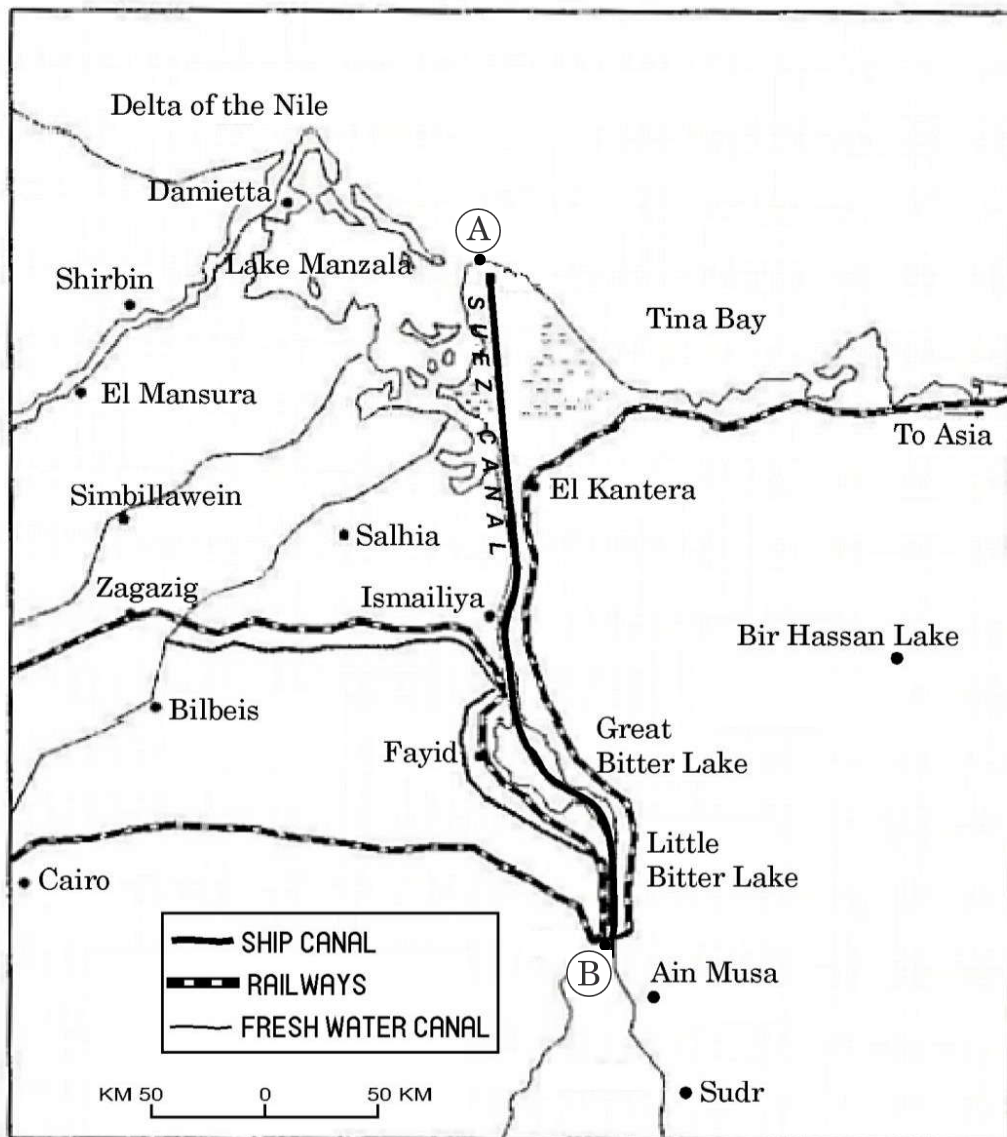 Delta of the Nile
Damietta
A
Lake Manzala
Shirbin
SUEZ CANAL
Tina Bay
El Mansura
To Asia
El Kantera
Simbillawein
Salhia
Zagazig
Ismailiya
Bir Hassan Lake
Bilbeis
Great
Bitter Lake
Fayid
Little
Bitter Lake
Cairo
SHIP CANAL
RAILWAYS
FRESH WATER CANAL
B
Ain Musa
KM 50 0 50 KM
Sudr